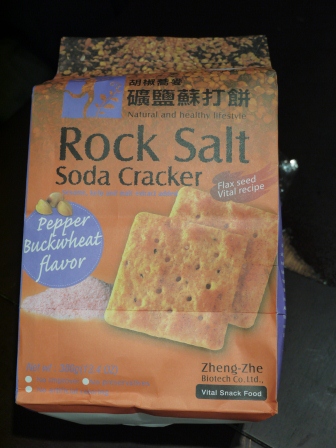 胡椒蕎麥
礦鹽蘇打餅
Natural and healthy lifestyle
Rock Salt
Soda Cracker
Flax seed
Vital recipe
Pepper
Buckwheat
flavor
Zheng-Zhe
Biotech Co.Ltd.,
Vital Snack Food